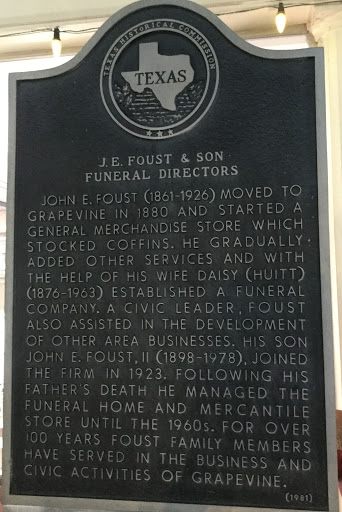 TEXAS HISTORICAL COMMISSION
TEXAS
J.E. FOUST & SON
FUNERAL DIRECTORS
JOHN E. FOUST (1861-1926) MOVED TO
GRAPEVINE IN 1880 AND STARTED A
GENERAL MERCHANDISE STORE WHICH
STOCKED COFFINS. HE GRADUALLY
ADDED OTHER SERVICES AND WITH
THE HELP OF HIS WIFE DAISY (HUITT)
(1876-1963) ESTABLISHED A FUNERAL
COMPANY. A CIVIC LEADER, FOUST
ALSO ASSISTED IN THE DEVELOPMENT
OF OTHER AREA BUSINESSES. HIS SON
JOHN E. FOUST, II (1898-1978), JOINED
THE FIRM IN 1923. FOLLOWING HIS
FATHER'S DEATH HE MANAGED THE
FUNERAL HOME AND MERCANTILE
STORE UNTIL THE 1960s. FOR OVER
100 YEARS FOUST FAMILY MEMBERS
HAVE SERVED IN THE BUSINESS AND
CIVIC ACTIVITIES OF GRAPEVINE.
(1981)